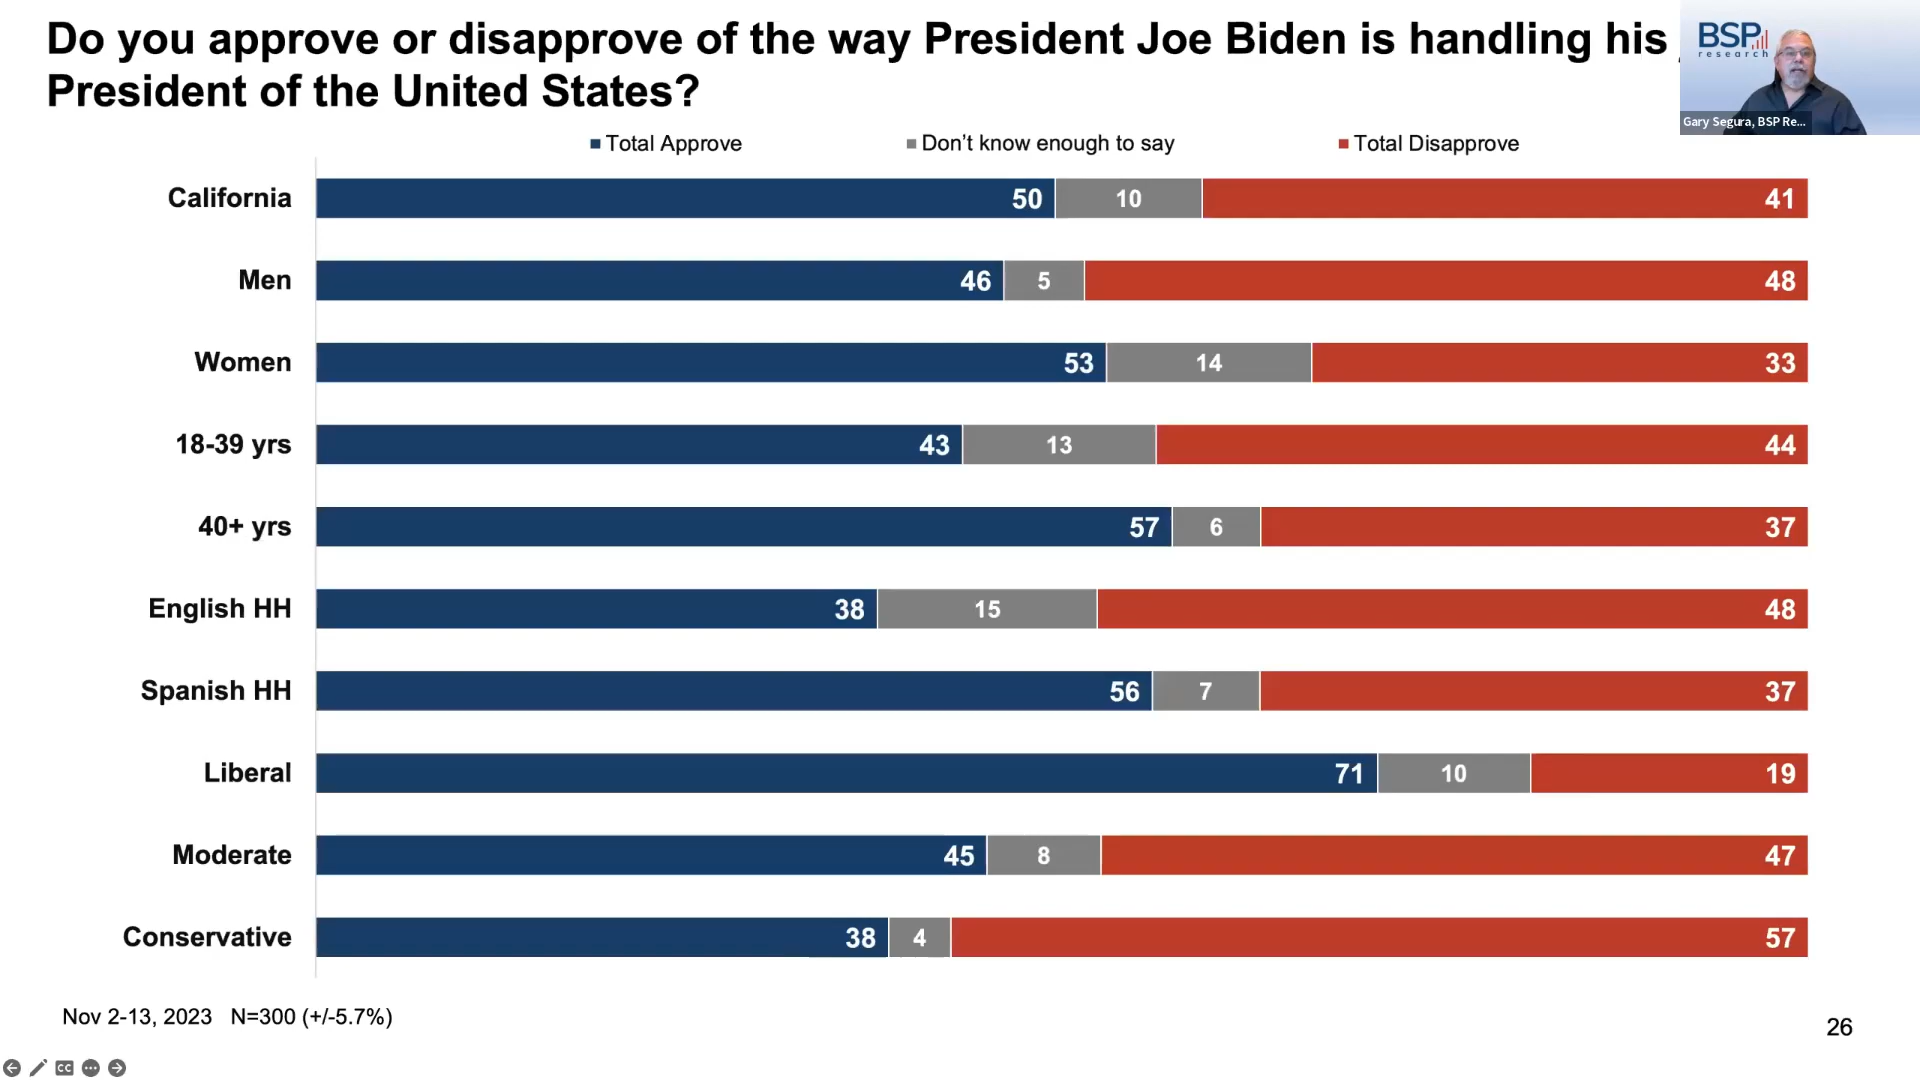 Do you approve or disapprove of the way President Joe Biden is handling his
President of the United States?
BSP
research
Gary Segura, BSP Re...
Total Approve
Don't know enough to say
Total Disapprove
California 50 10 41
Men 46 5 48
Women 53 14 33
18-39 yrs 43 13 44
40+ yrs 57 6 37
English HH 38 15 48
Spanish HH 56 7 37
Liberal 71 10 19
Moderate 45 8 47
Conservative 38 4 57
Nov 2-13, 2023 N=300 (+/-5.7%)
26
CC